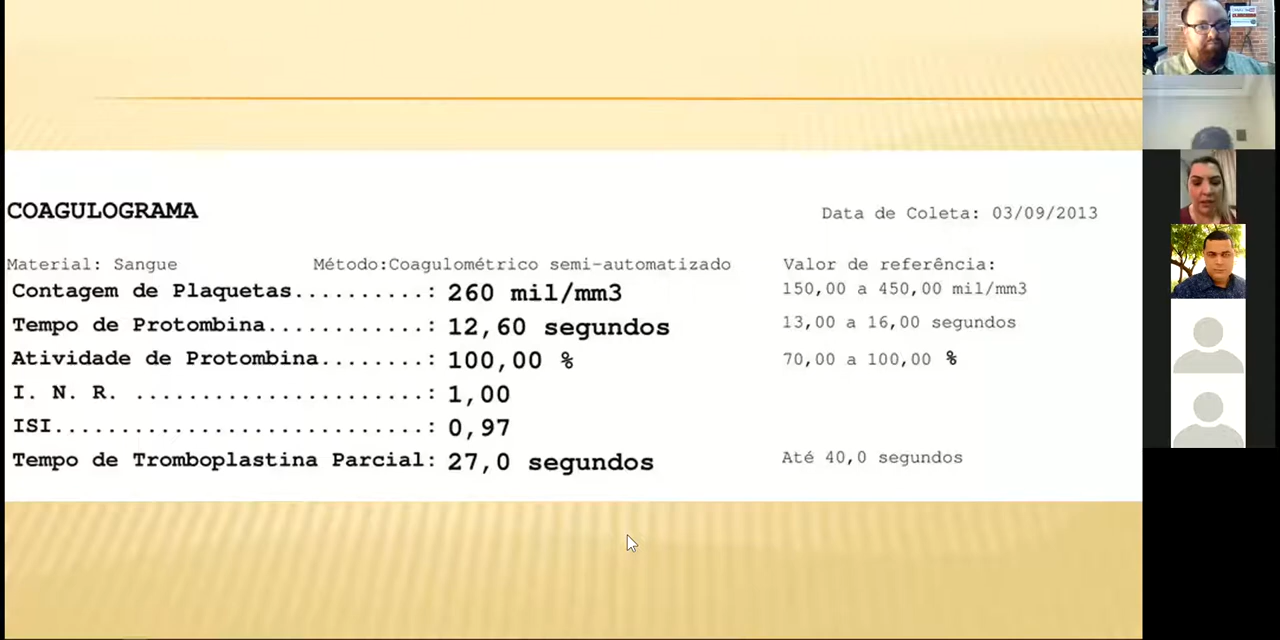 COAGULOGRAMA Data de Coleta: 03/09/2013
Material: Sangue Método:Coagulométrico semi-automatizado Valor de referência:
Contagem de Plaquetas..........: 260 mil/mm3 150,00 a 450,00 mil/mm3
Tempo de Protombina............: 12,60 segundos 13,00 a 16,00 segundos
Atividade de Protombina........: 100,00 % 70,00 a 100,00 %
I. N. R. ......................: 1,00
ISI............................: 0,97
Tempo de Tromboplastina Parcial: 27,0 segundos Até 40,0 segundos